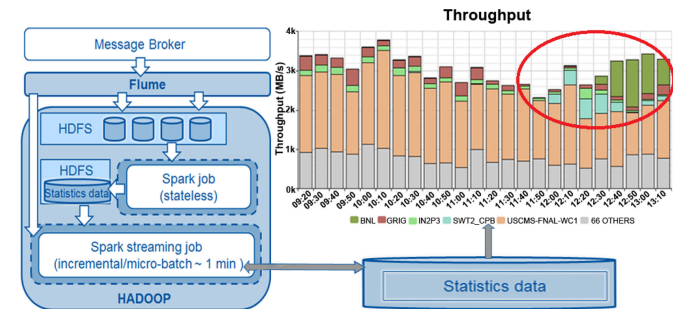 Message Broker
Flume
HDFS
HDFS
Statistics data
Spark job
(stateless)
Spark streaming job
(incremental/micro-batch ~ 1 min )
HADOOP
Throughput
Throughput (MB/s)
4k
3k
2k
1k
0k
09:20 09:30 09:40 09:50 10:00 10:10 10:20 10:30 10:40 10:50 11:00 11:10 11:20 11:30 11:40 11:50 12:00 12:10 12:20 12:30 12:40 12:50 13:00 13:10
BNL GRIG IN2P3 SWT2_CPB USCMS-FNAL-WC1 66 OTHERS
Statistics data